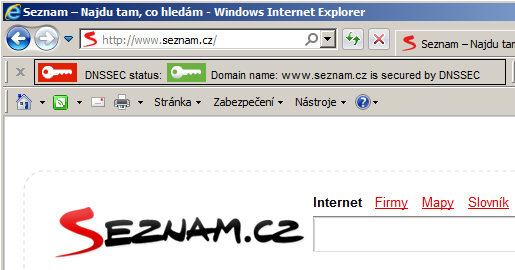 Seznam – Najdu tam, co hledám - Windows Internet Explorer
http://www.seznam.cz/
Seznam – Najdu tam
x DNSSEC status: Domain name: www.seznam.cz is secured by DNSSEC
Stránka Zabezpečení Nástroje
Internet Firmy Mapy Slovník
SEZNAM.CZ